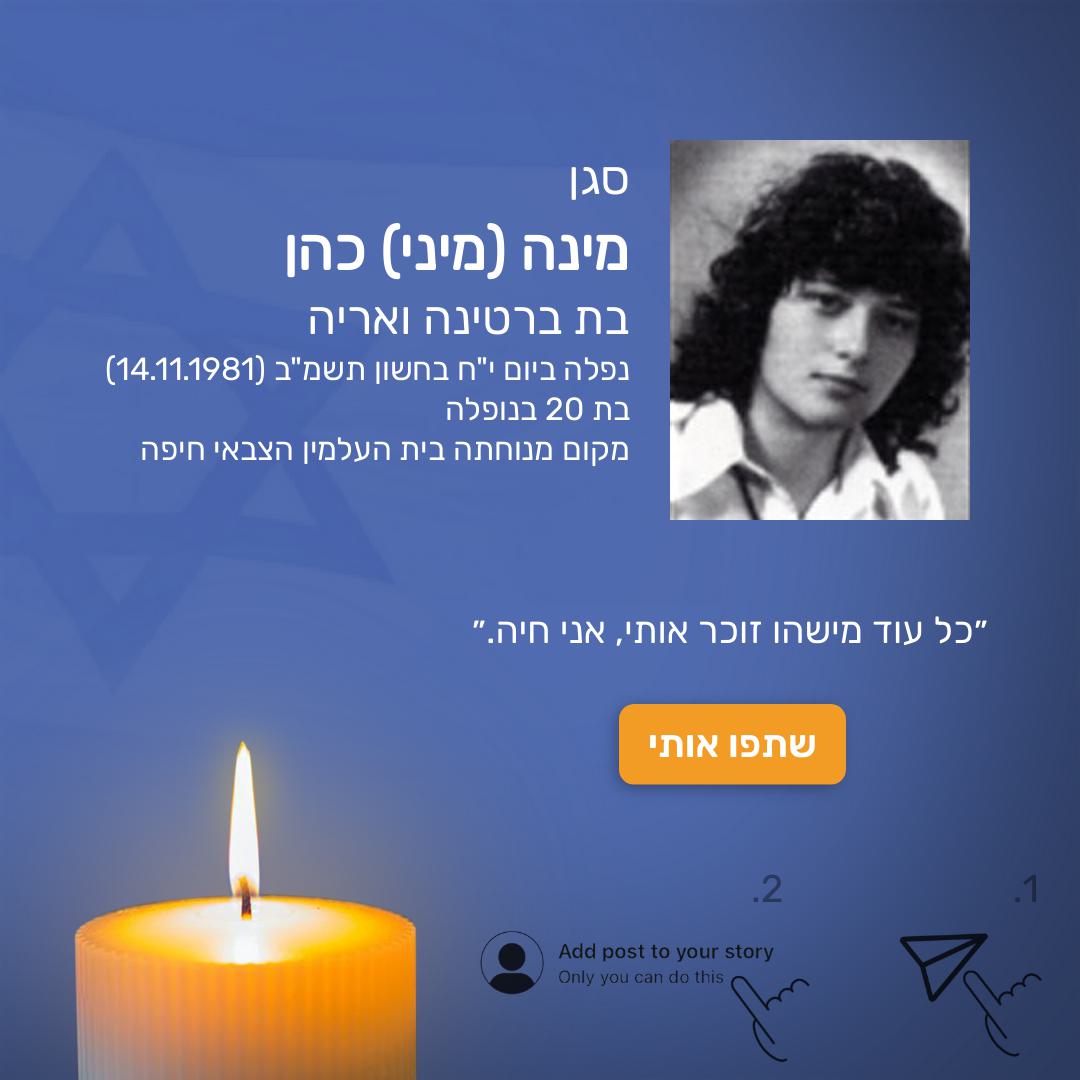 סגן
מינה (מיני) כהן
בת ברטינה ואריה
נפלה ביום י"ח בחשון תשמ"ב (14.11.1981)
בת 20 בנופלה
מקום מנוחתה בית העלמין הצבאי חיפה
״כל עוד מישהו זוכר אותי, אני חיה.״
שתפו אותי
1.
2.
Add post to your story
Only you can do this